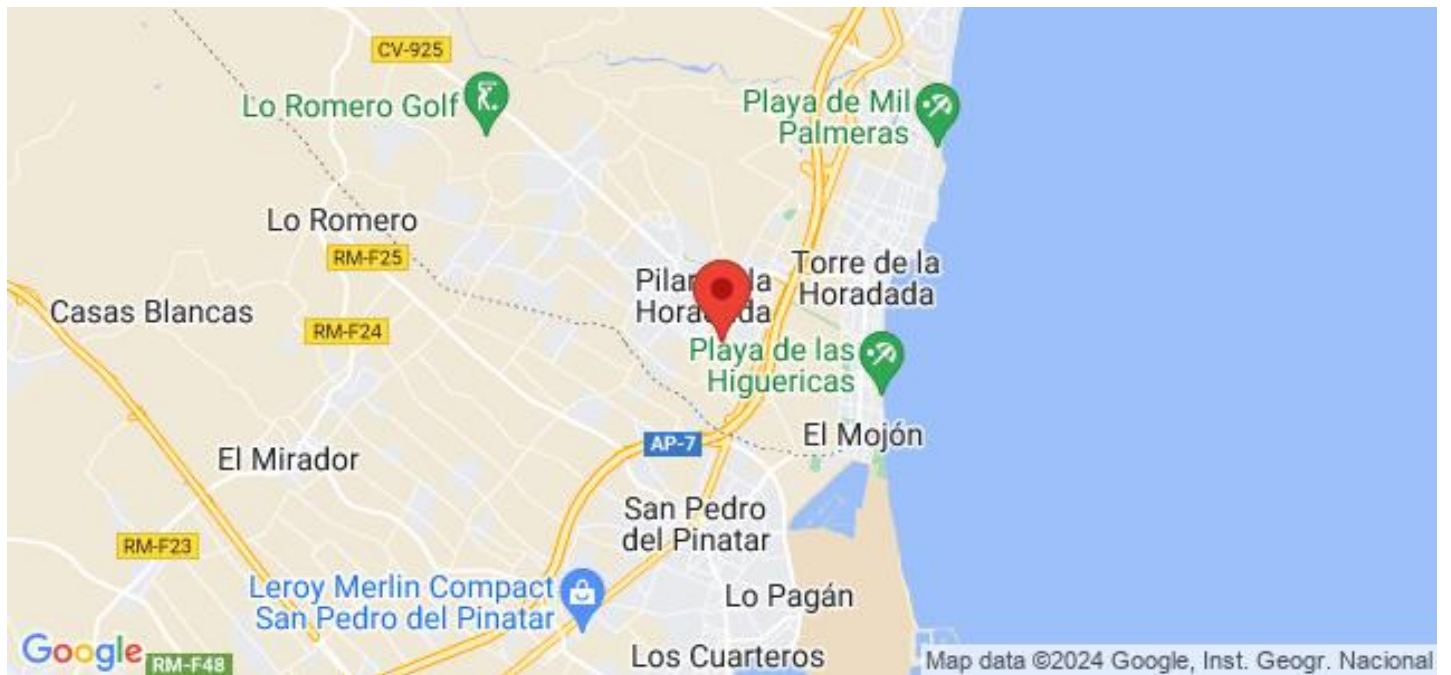 CV-925
Lo Romero Golf
Playa de Mil
Palmeras
Lo Romero
RM-F25
Torre de la
Horadada
Casas Blancas
RM-F24
Playa de las
Higuericas
El Mojón
AP-7
El Mirador
San Pedro
del Pinatar
RM-F23
Leroy Merlin Compact
San Pedro del Pinatar
Lo Pagán
Google
RM-F48
Los Cuarteros
Map data ©2024 Google, Inst. Geogr. Nacional